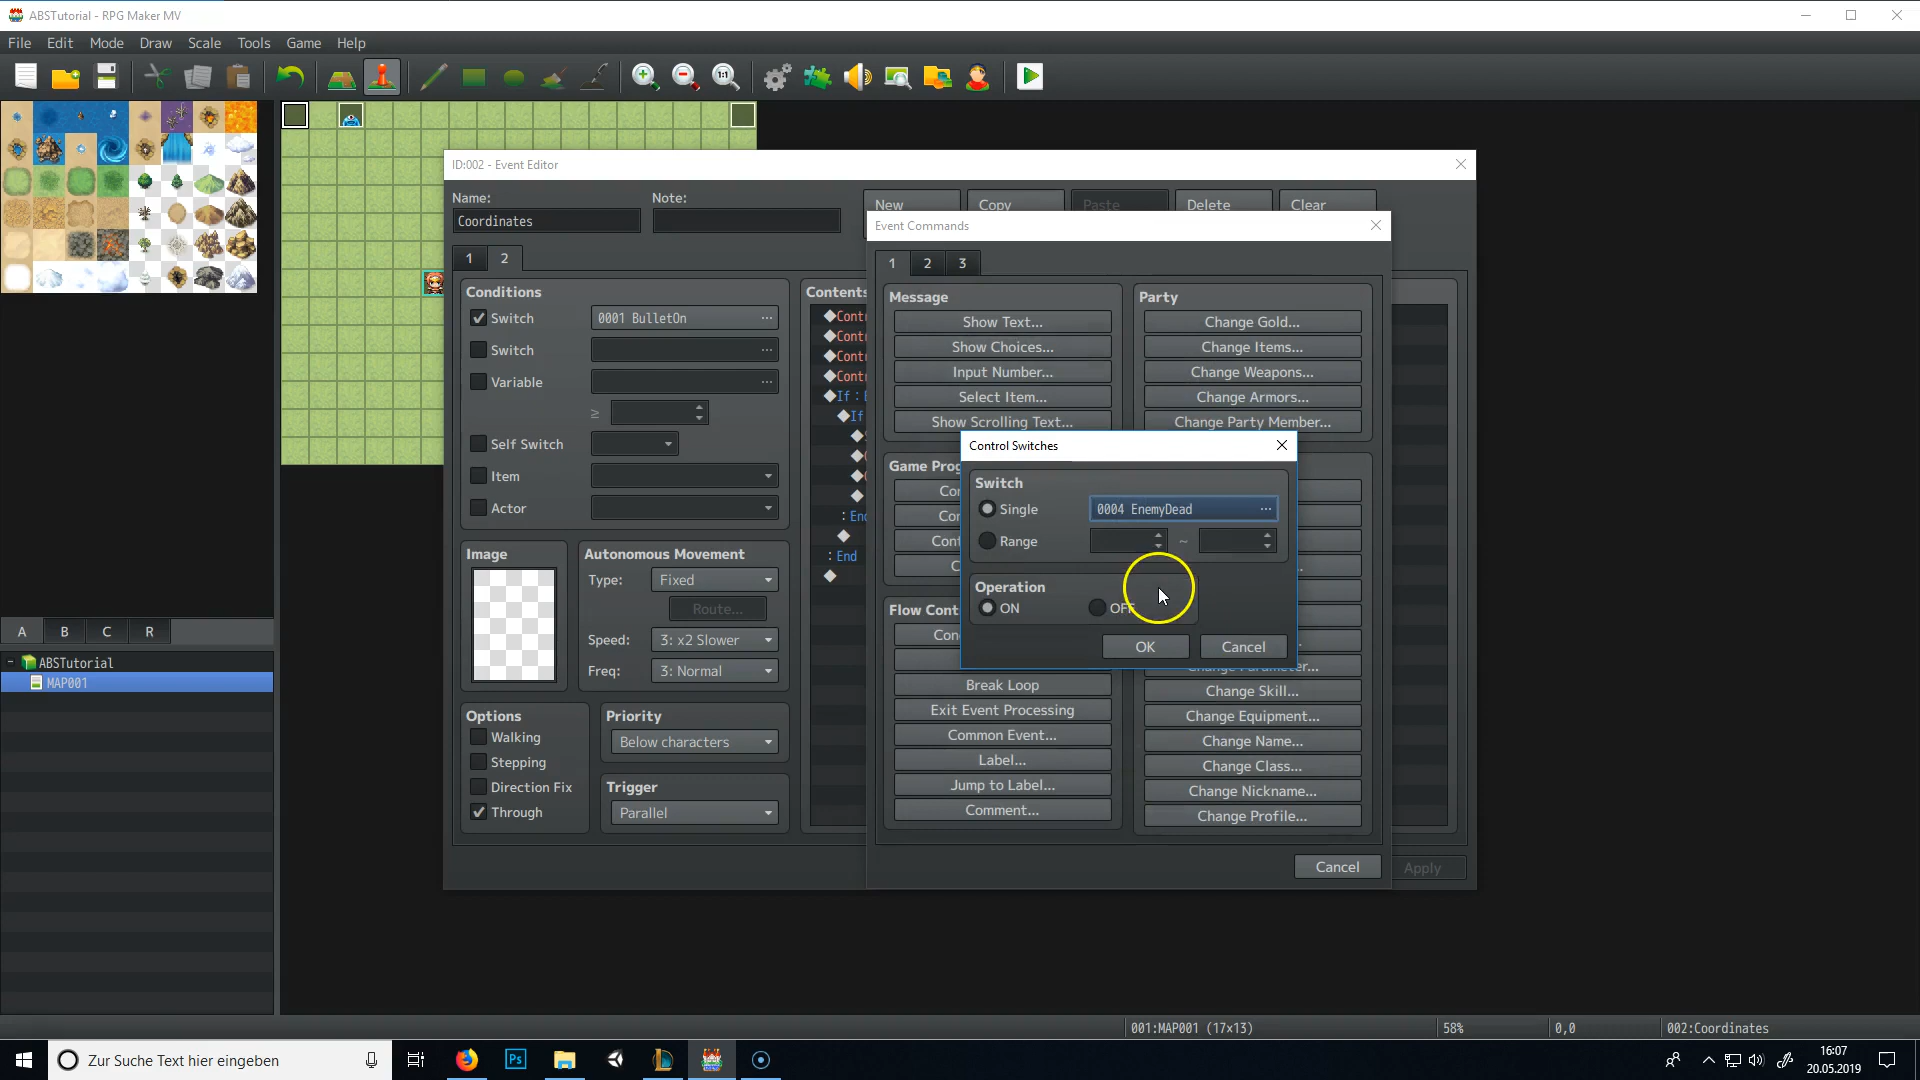 ABSTutorial - RPG Maker MV
File Edit Mode Draw Scale Tools Game Help
1:1
ID:002 - Event Editor
Name:
Coordinates
Note:
New
Copy
Paste
Delete
Clear
1 2
Conditions
Switch
0001 BulletOn ...
Switch
...
Variable
...
≥
Self Switch
Item
Actor
Image
Autonomous Movement
Type: Fixed
Route...
Speed: 3: x2 Slower
Freq: 3: Normal
Options
Walking
Stepping
Direction Fix
Through
Priority
Below characters
Trigger
Parallel
Contents
◆Contr
◆Contr
◆Contr
◆Contr
◆If :
◆If
◆
◆
◆
◆
: End
◆
: End
◆
Apply
Event Commands
1 2 3
Message
Show Text...
Show Choices...
Input Number...
Select Item...
Show Scrolling Text...
Party
Change Gold...
Change Items...
Change Weapons...
Change Armors...
Change Party Member...
Game Prog
Flow Cont
Break Loop
Exit Event Processing
Common Event...
Label...
Jump to Label...
Comment...
Change Skill...
Change Equipment...
Change Name...
Change Class...
Change Nickname...
Change Profile...
Cancel
Control Switches
Switch
Single
0004 EnemyDead ...
Range
~
Operation
ON
OFF
OK
Cancel
A B C R
ABSTutorial
MAP001
001:MAP001 (17x13)
58%
0,0
002:Coordinates
Zur Suche Text hier eingeben
Ps
16:07
20.05.2019